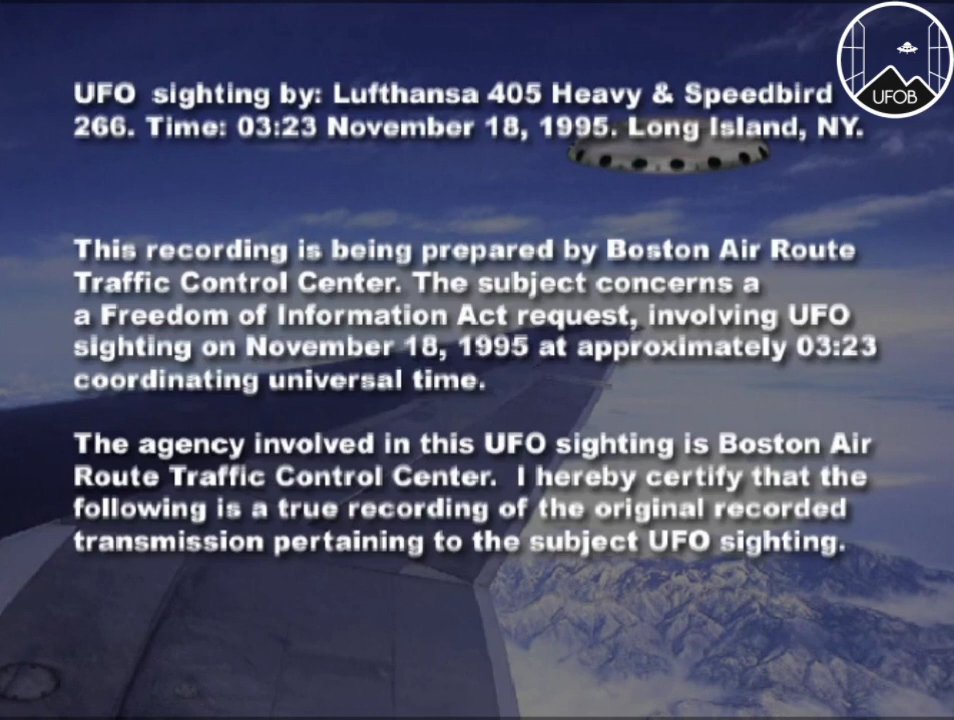 UFO sighting by: Lufthansa 405 Heavy & Speedbird
266. Time: 03:23 November 18, 1995. Long Island, NY.
UFOB
This recording is being prepared by Boston Air Route
Traffic Control Center. The subject concerns a
a Freedom of Information Act request, involving UFO
sighting on November 18, 1995 at approximately 03:23
coordinating universal time.
The agency involved in this UFO sighting is Boston Air
Route Traffic Control Center. I hereby certify that the
following is a true recording of the original recorded
transmission pertaining to the subject UFO sighting.